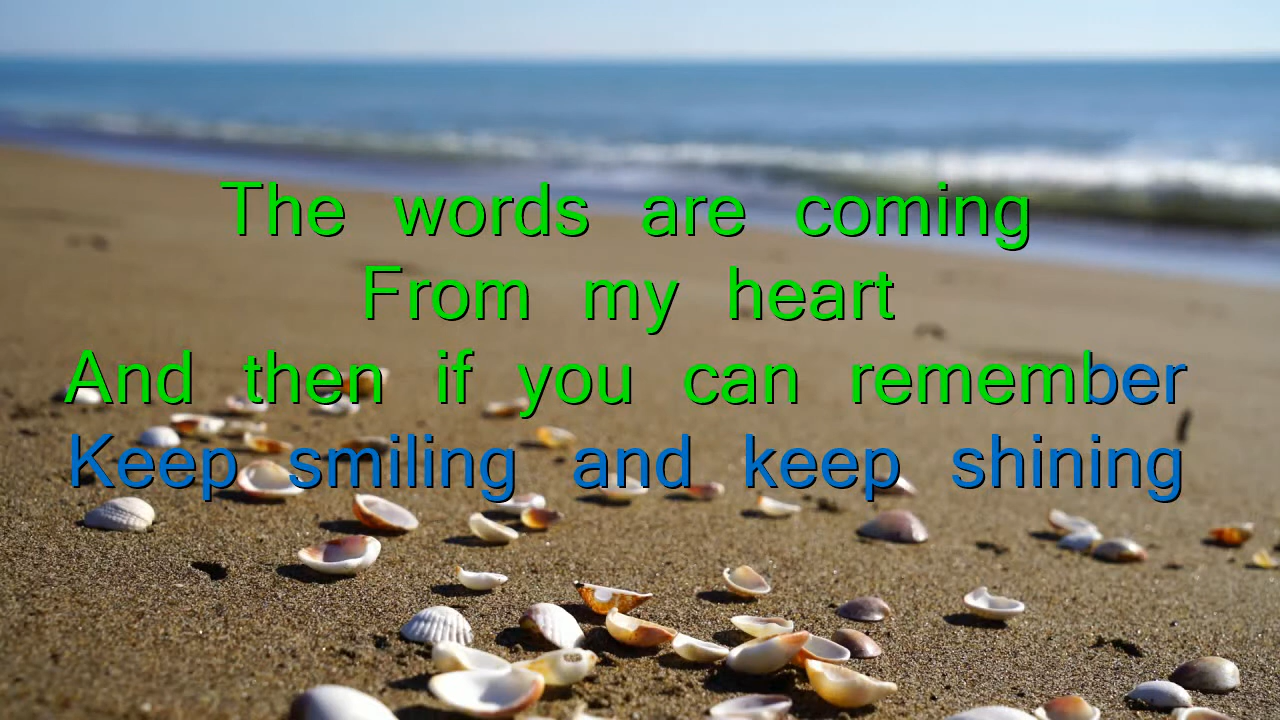 The words are coming
From my heart
And then if you can remember
Keep smiling and keep shining